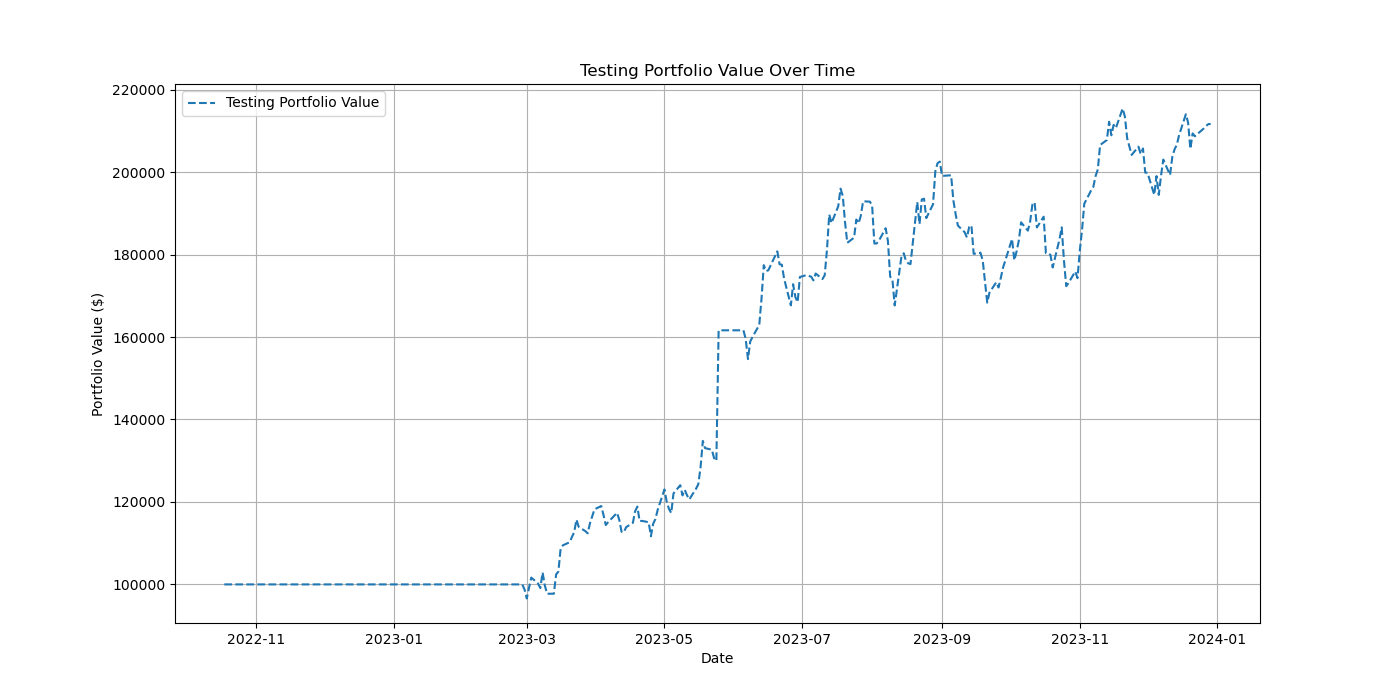 Testing Portfolio Value Over Time
Testing Portfolio Value
Portfolio Value ($)
220000
200000
180000
160000
140000
120000
100000
2022-11 2023-01 2023-03 2023-05 2023-07 2023-09 2023-11 2024-01
Date